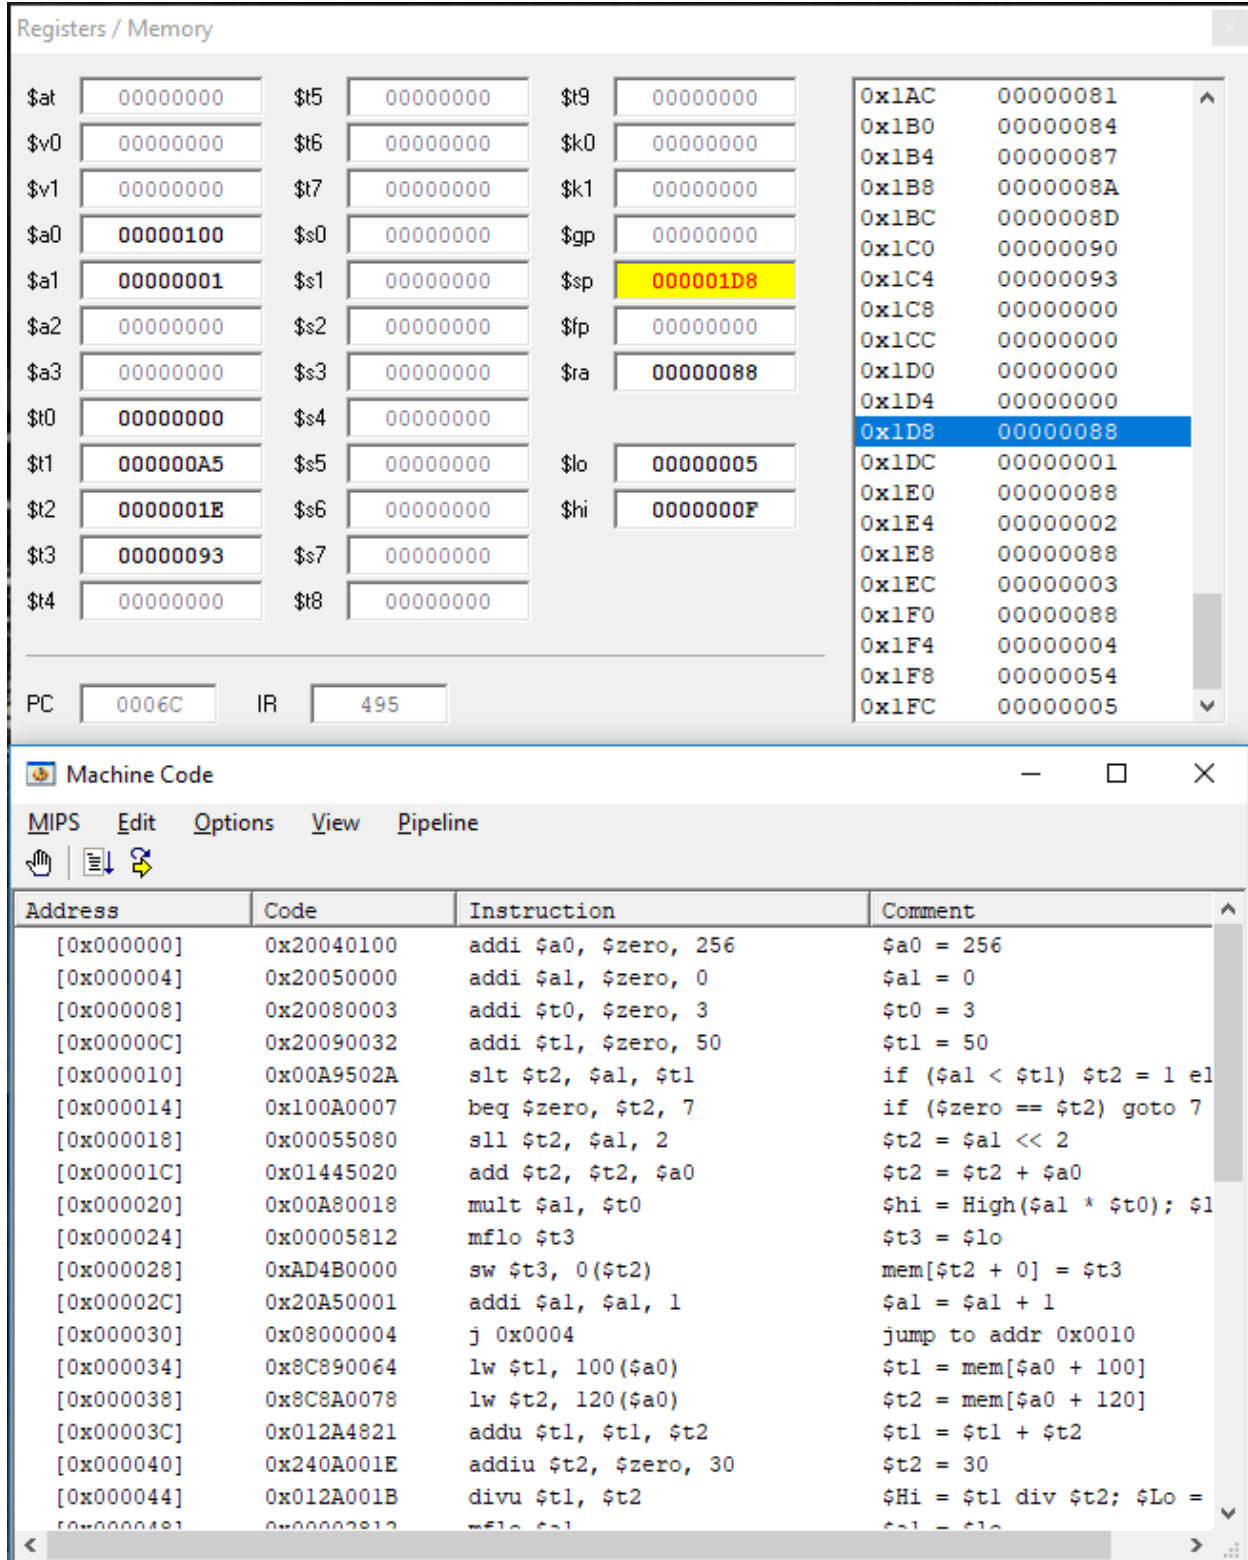 Registers / Memory
$at 00000000 $t5 00000000 $t9 00000000 0x1AC 00000081
$v0 00000000 $t6 00000000 $k0 00000000 0x1B0 00000084
0x1B4 00000087
$v1 00000000 $t7 00000000 $k1 00000000 0x1B8 0000008A
0x1BC 0000008D
$a0 00000100 $s0 00000000 $gp 00000000 0x1C0 00000090
$a1 00000001 $s1 00000000 $sp 000001D8 0x1C4 00000093
0x1C8 00000000
$a2 00000000 $s2 00000000 $fp 00000000 0x1CC 00000000
$a3 00000000 $s3 00000000 $ra 00000088 0x1D0 00000000
0x1D4 00000000
$t0 00000000 $s4 00000000 0x1D8 00000088
$t1 000000A5 $s5 00000000 $lo 00000005 0x1DC 00000001
0x1E0 00000088
$t2 0000001E $s6 00000000 $hi 0000000F 0x1E4 00000002
$t3 00000093 $s7 00000000 0x1E8 00000088
0x1EC 00000003
$t4 00000000 $t8 00000000 0x1F0 00000088
0x1F4 00000004
0x1F8 00000054
PC 0006C IR 495 0x1FC 00000005
Machine Code
MIPS Edit Options View Pipeline
Address Code Instruction Comment
[0x000000] 0x20040100 addi $a0, $zero, 256 $a0 = 256
[0x000004] 0x20050000 addi $a1, $zero, 0 $a1 = 0
[0x000008] 0x20080003 addi $t0, $zero, 3 $t0 = 3
[0x00000C] 0x20090032 addi $t1, $zero, 50 $t1 = 50
[0x000010] 0x00A9502A slt $t2, $a1, $t1 if ($a1 < $t1) $t2 = 1 el
[0x000014] 0x100A0007 beq $zero, $t2, 7 if ($zero == $t2) goto 7
[0x000018] 0x00055080 sll $t2, $a1, 2 $t2 = $a1 << 2
[0x00001C] 0x01445020 add $t2, $t2, $a0 $t2 = $t2 + $a0
[0x000020] 0x00A80018 mult $a1, $t0 $hi = High($a1 * $t0); $l
[0x000024] 0x00005812 mflo $t3 $t3 = $lo
[0x000028] 0xAD4B0000 sw $t3, 0($t2) mem[$t2 + 0] = $t3
[0x00002C] 0x20A50001 addi $a1, $a1, 1 $a1 = $a1 + 1
[0x000030] 0x08000004 j 0x0004 jump to addr 0x0010
[0x000034] 0x8C890064 lw $t1, 100($a0) $t1 = mem[$a0 + 100]
[0x000038] 0x8C8A0078 lw $t2, 120($a0) $t2 = mem[$a0 + 120]
[0x00003C] 0x012A4821 addu $t1, $t1, $t2 $t1 = $t1 + $t2
[0x000040] 0x240A001E addiu $t2, $zero, 30 $t2 = 30
[0x000044] 0x012A001B divu $t1, $t2 $Hi = $t1 div $t2; $Lo =
[0x000048] 0x00002812 mflo $a1 $a1 = $lo